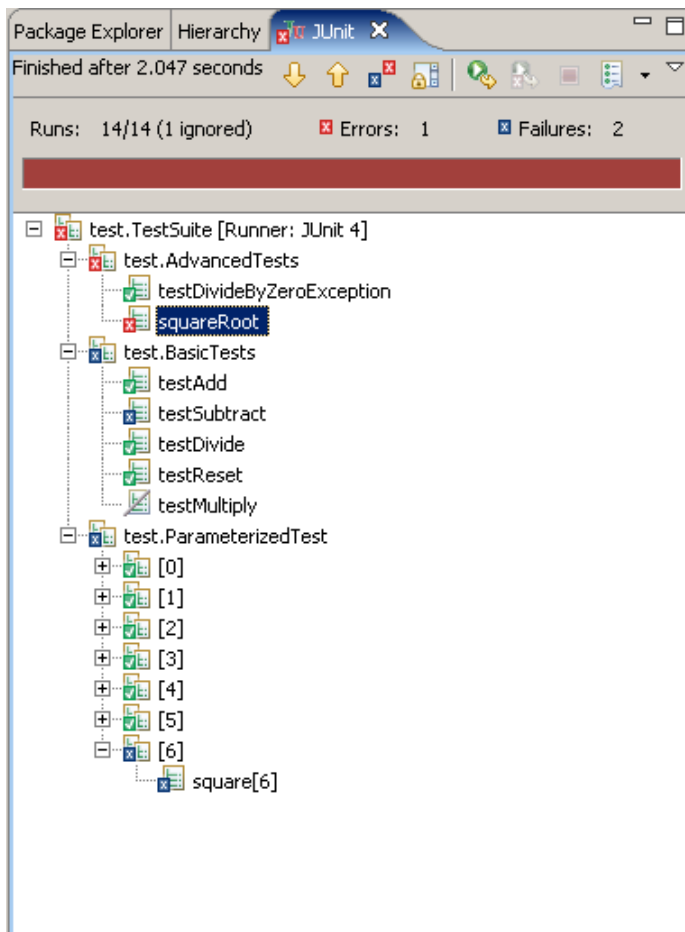 Package Explorer Hierarchy JUnit
Finished after 2.047 seconds
Runs: 14/14 (1 ignored) Errors: 1 Failures: 2
test.TestSuite [Runner: JUnit 4]
test.AdvancedTests
testDivideByZeroException
squareRoot
test.BasicTests
testAdd
testSubtract
testDivide
testReset
testMultiply
test.ParameterizedTest
[0]
[1]
[2]
[3]
[4]
[5]
[6]
square[6]